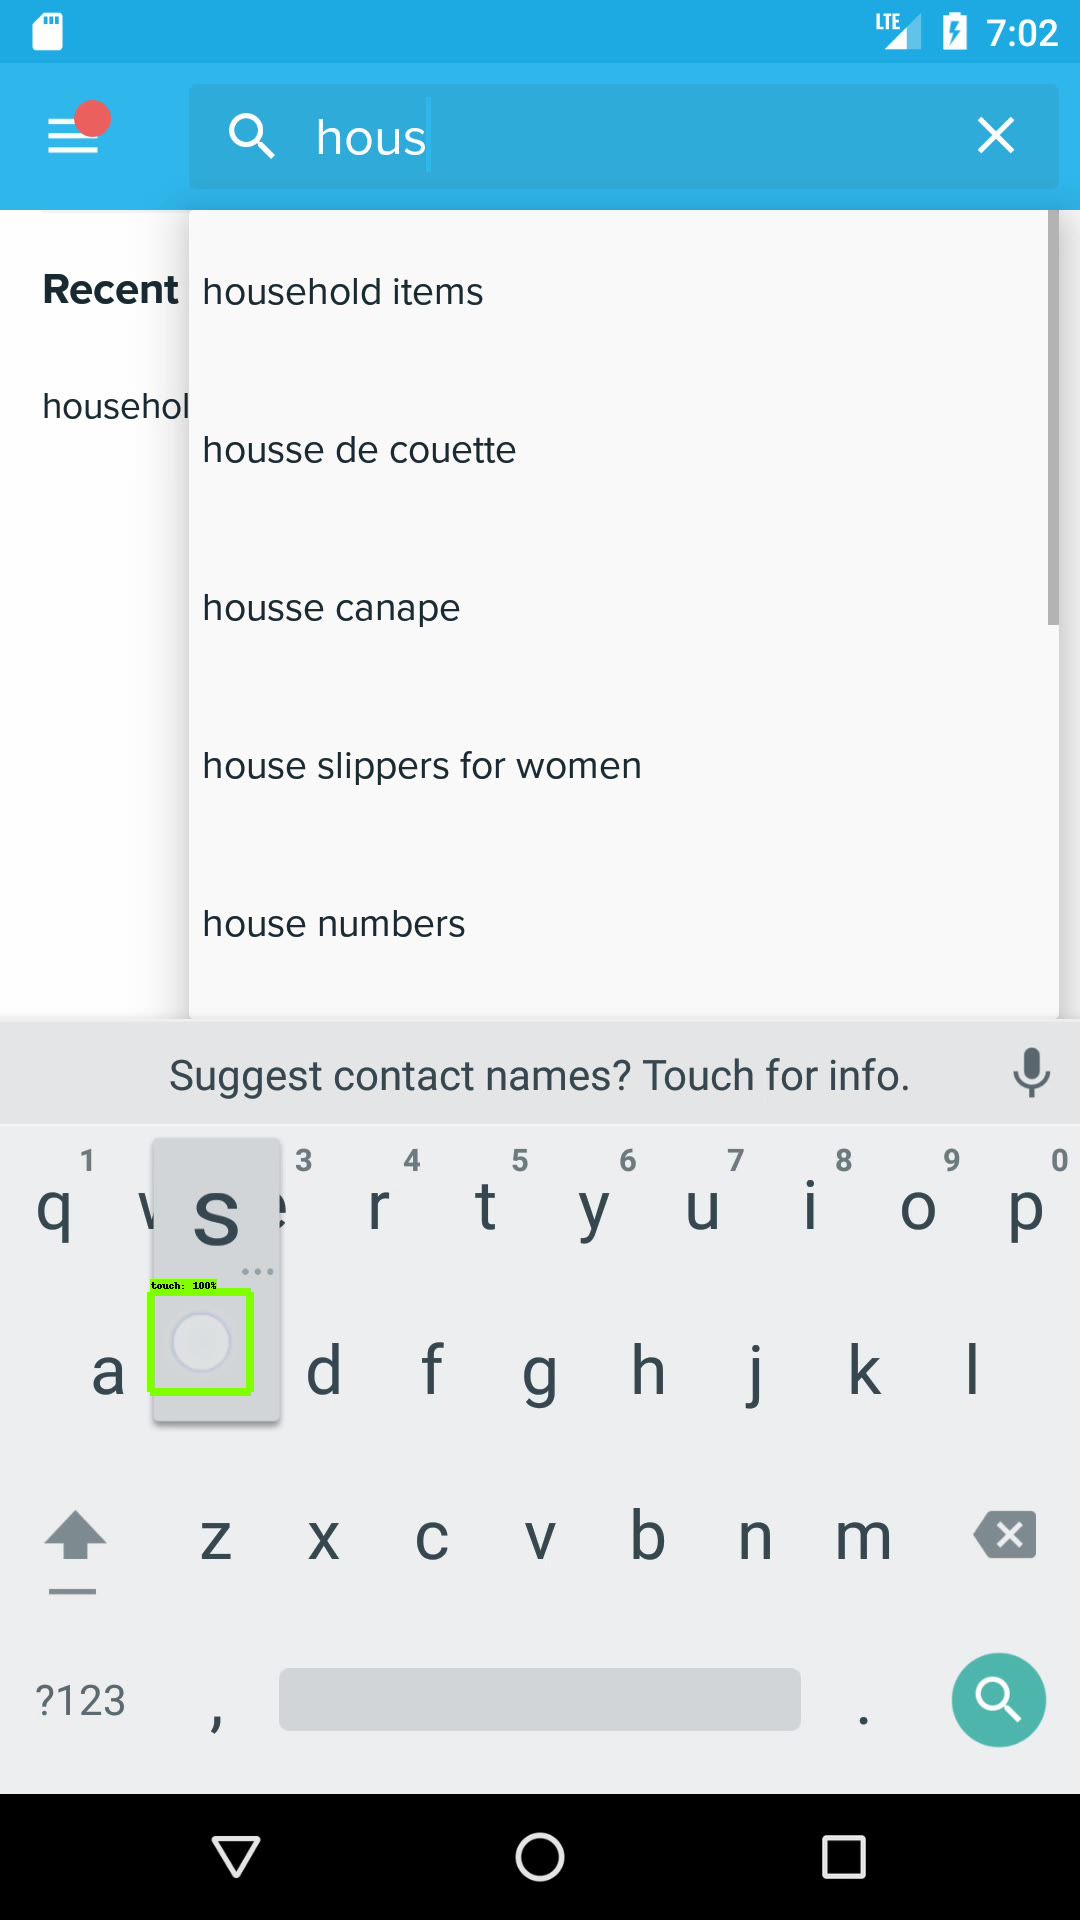 LTE 7:02
hous
Recent
househol
household items
housse de couette
housse canape
house slippers for women
house numbers
Suggest contact names? Touch for info.
1 3 4 5 6 7 8 9 0
q w s e r t y u i o p
touch: 100%
a d f g h j k l
z x c v b n m
?123 , .